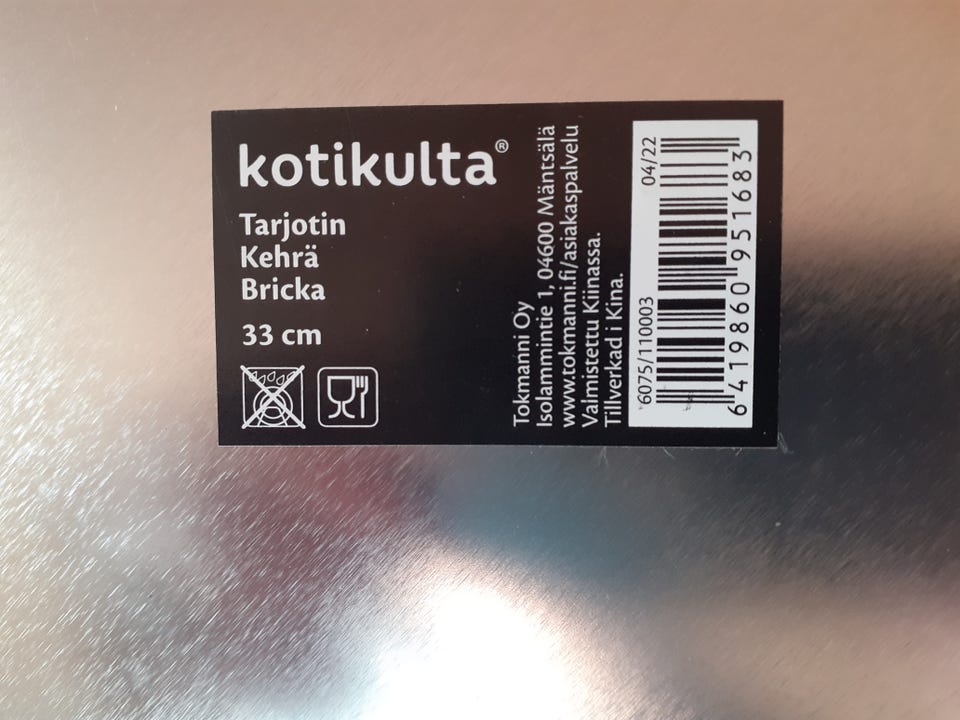 kotikulta®
Tarjotin
Kehrä
Bricka
33 cm
Tokmanni Oy
Isolammintie 1, 04600 Mäntsälä
www.tokmanni.fi/asiakaspalvelu
Valmistettu Kiinassa.
Tillverkad i Kina.
6075/110003 04/22
6 419860 951683